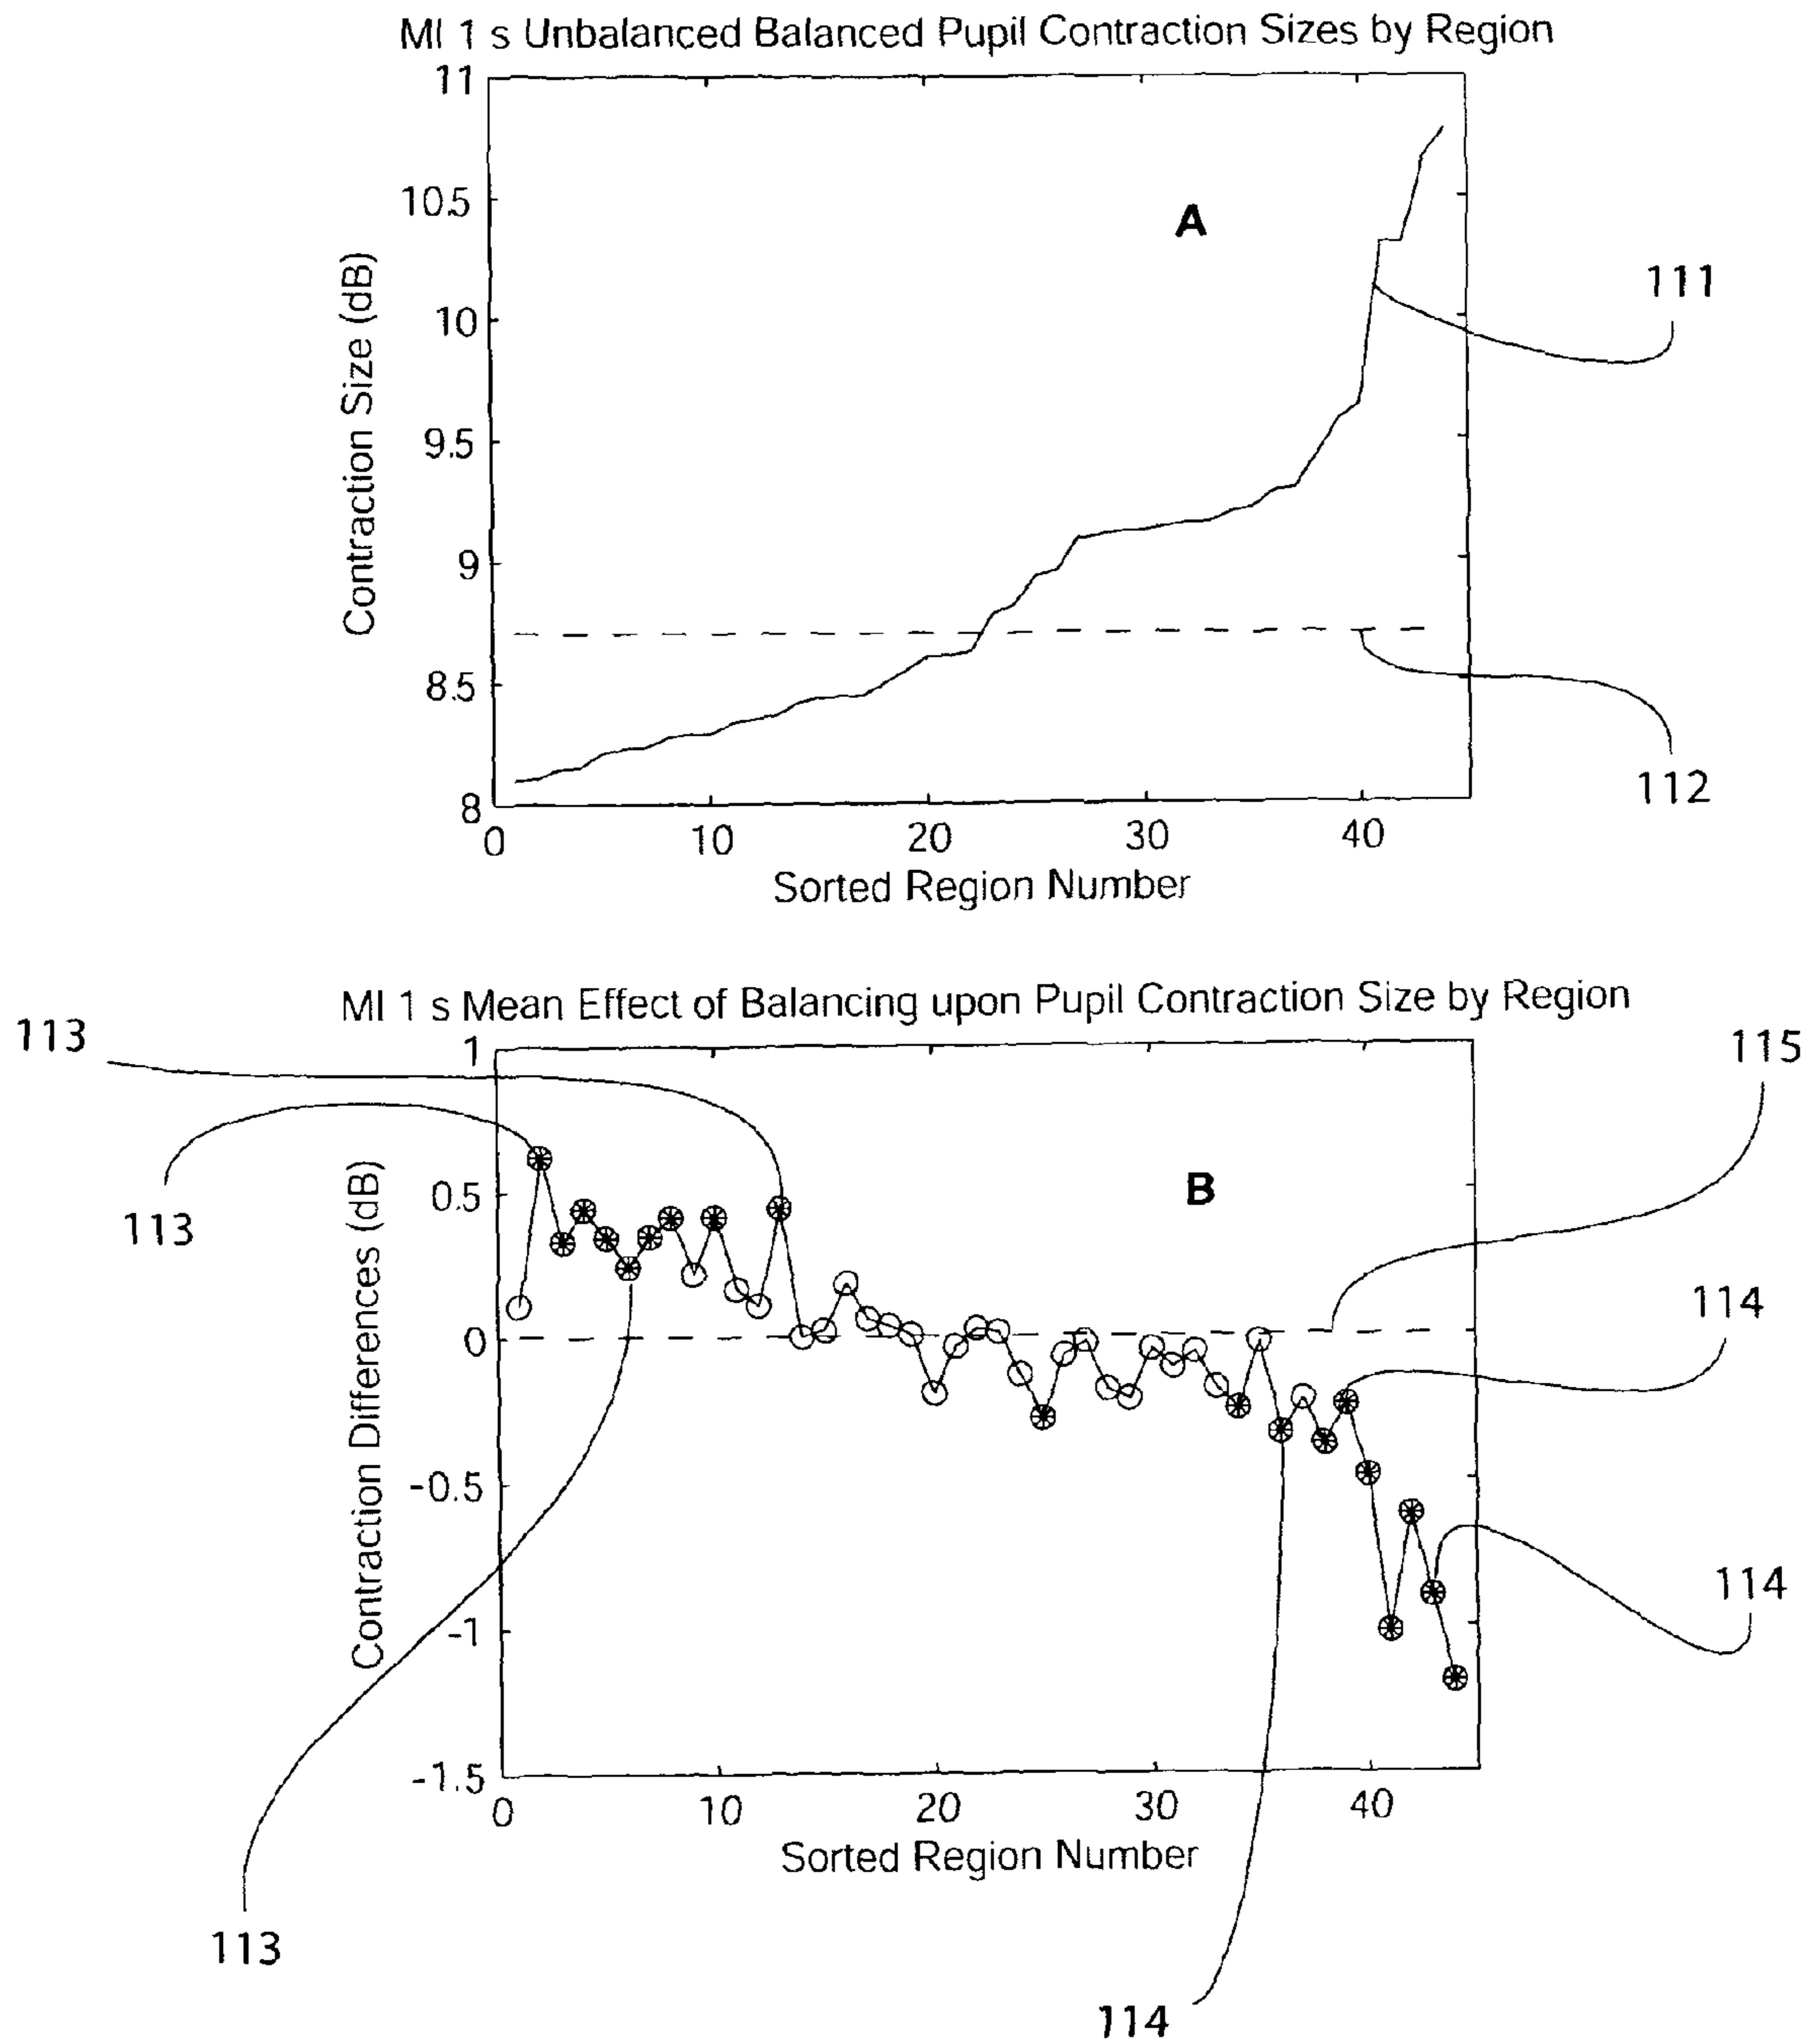 MI 1 s Unbalanced Balanced Pupil Contraction Sizes by Region
11
10.5
10
9.5
9
8.5
8
Contraction Size (dB)
A
111
112
0 10 20 30 40
Sorted Region Number
MI 1 s Mean Effect of Balancing upon Pupil Contraction Size by Region
113
113
115
1
0.5
0
-0.5
-1
-1.5
Contraction Differences (dB)
B
114
114
0 10 20 30 40
Sorted Region Number
113
114